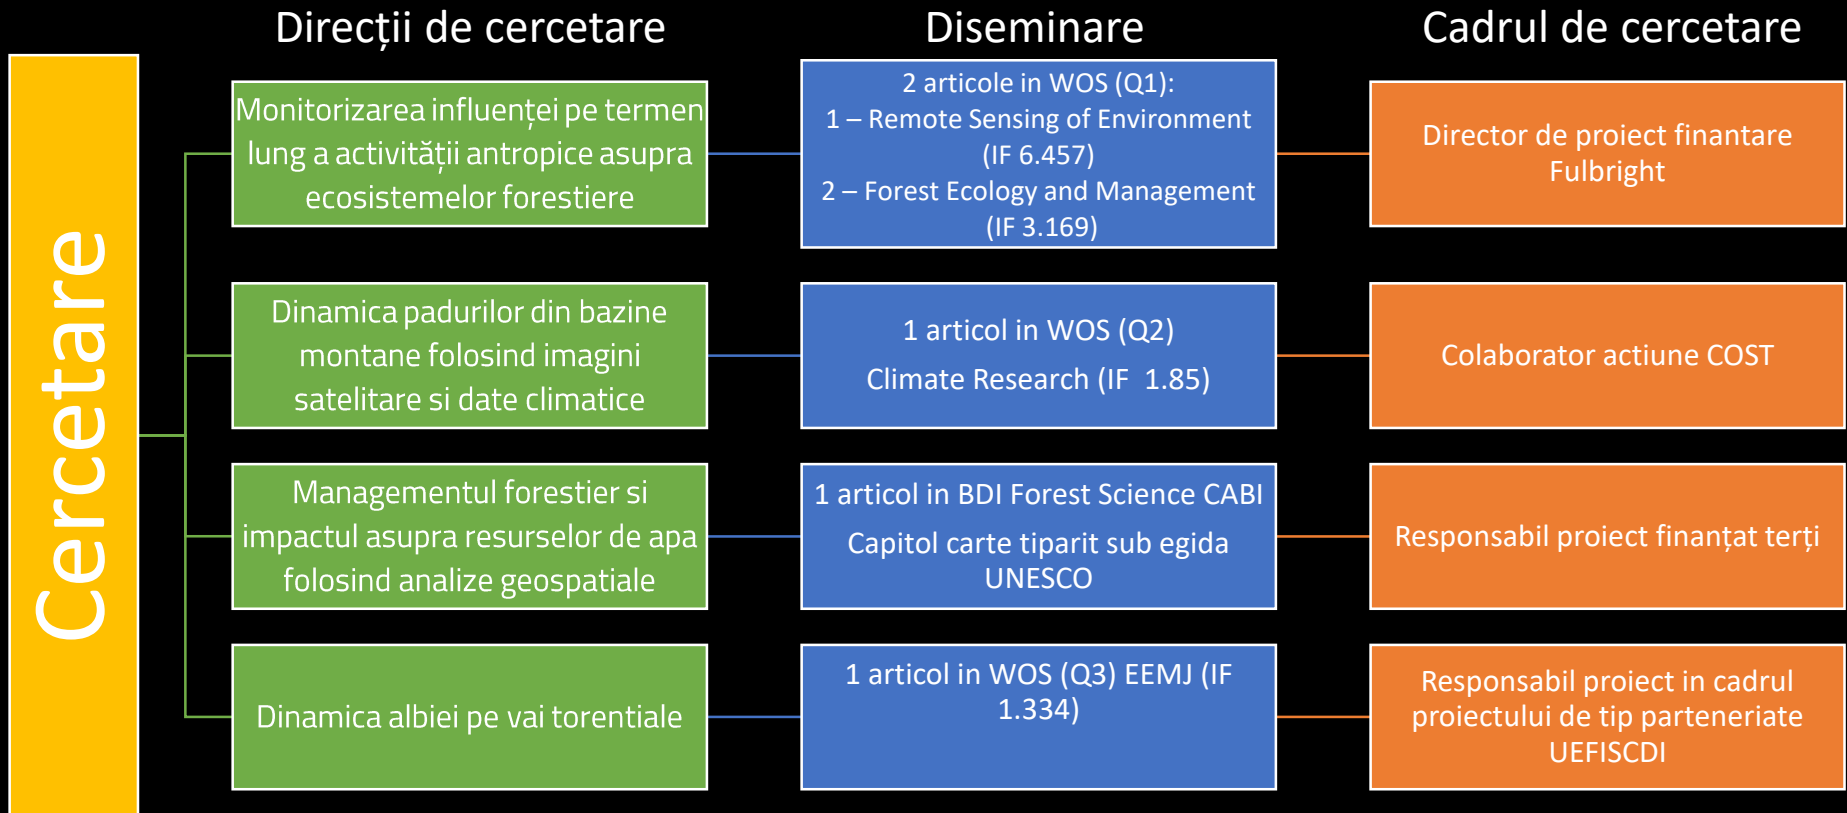 Cercetare
Direcții de cercetare
Diseminare
Cadrul de cercetare
Monitorizarea influenței pe termen
lung a activității antropice asupra
ecosistemelor forestiere
2 articole in WOS (Q1):
1 – Remote Sensing of Environment
(IF 6.457)
2 – Forest Ecology and Management
(IF 3.169)
Director de proiect finantare
Fulbright
Dinamica padurilor din bazine
montane folosind imagini
satelitare si date climatice
1 articol in WOS (Q2)
Climate Research (IF 1.85)
Colaborator actiune COST
Managementul forestier si
impactul asupra resurselor de apa
folosind analize geospatiale
1 articol in BDI Forest Science CABI
Capitol carte tiparit sub egida
UNESCO
Responsabil proiect finanțat terți
Dinamica albiei pe vai torentiale
1 articol in WOS (Q3) EEMJ (IF
1.334)
Responsabil proiect in cadrul
proiectului de tip parteneriate
UEFISCDI